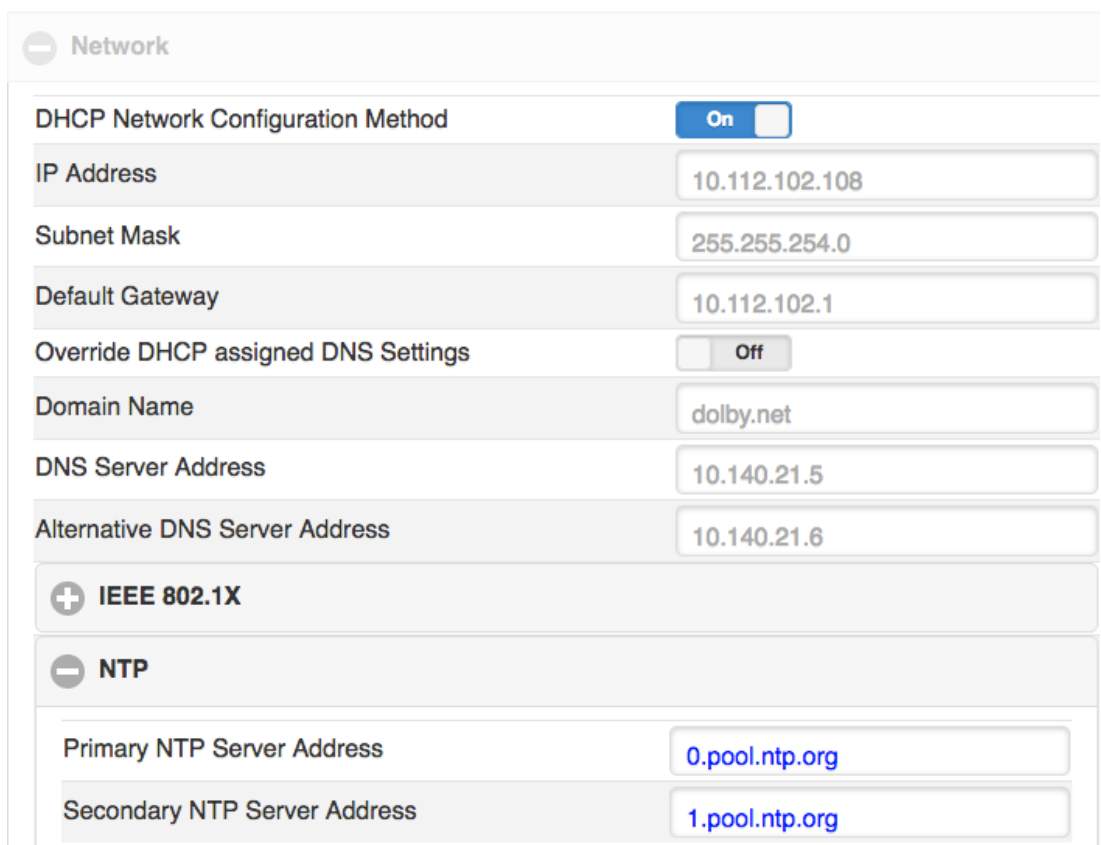 Network
DHCP Network Configuration Method On
IP Address 10.112.102.108
Subnet Mask 255.255.254.0
Default Gateway 10.112.102.1
Override DHCP assigned DNS Settings Off
Domain Name dolby.net
DNS Server Address 10.140.21.5
Alternative DNS Server Address 10.140.21.6
IEEE 802.1X
NTP
Primary NTP Server Address 0.pool.ntp.org
Secondary NTP Server Address 1.pool.ntp.org